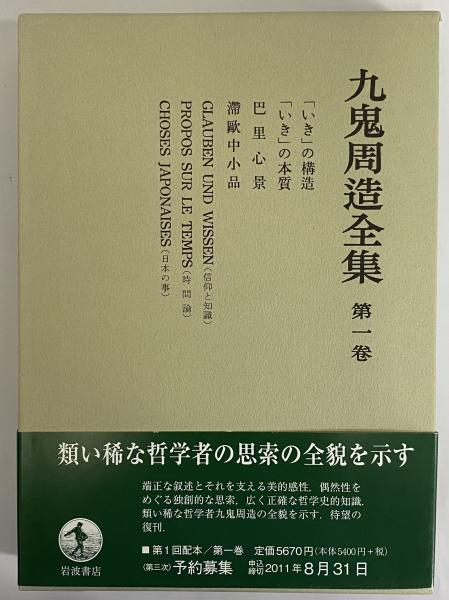 九鬼周造全集 第一巻
「いき」の構造
「いき」の本質
巴里心景
滯歐中小品
GLAUBEN UND WISSEN(信仰と知識)
PROPOS SUR LE TEMPS(時間論)
CHOSES JAPONAISES(日本の事)
類い稀な哲学者の思索の全貌を示す
端正な叙述とそれを支える美的感性,偶然性を
めぐる独創的な思索,広く正確な哲学史的知識.
類い稀な哲学者九鬼周造の全貌を示す,待望の
復刊.
■第1回配本/第一巻 定価5670円(本体5400円+税)
〈第三次〉予約募集 申込締切2011年8月31日
岩波書店